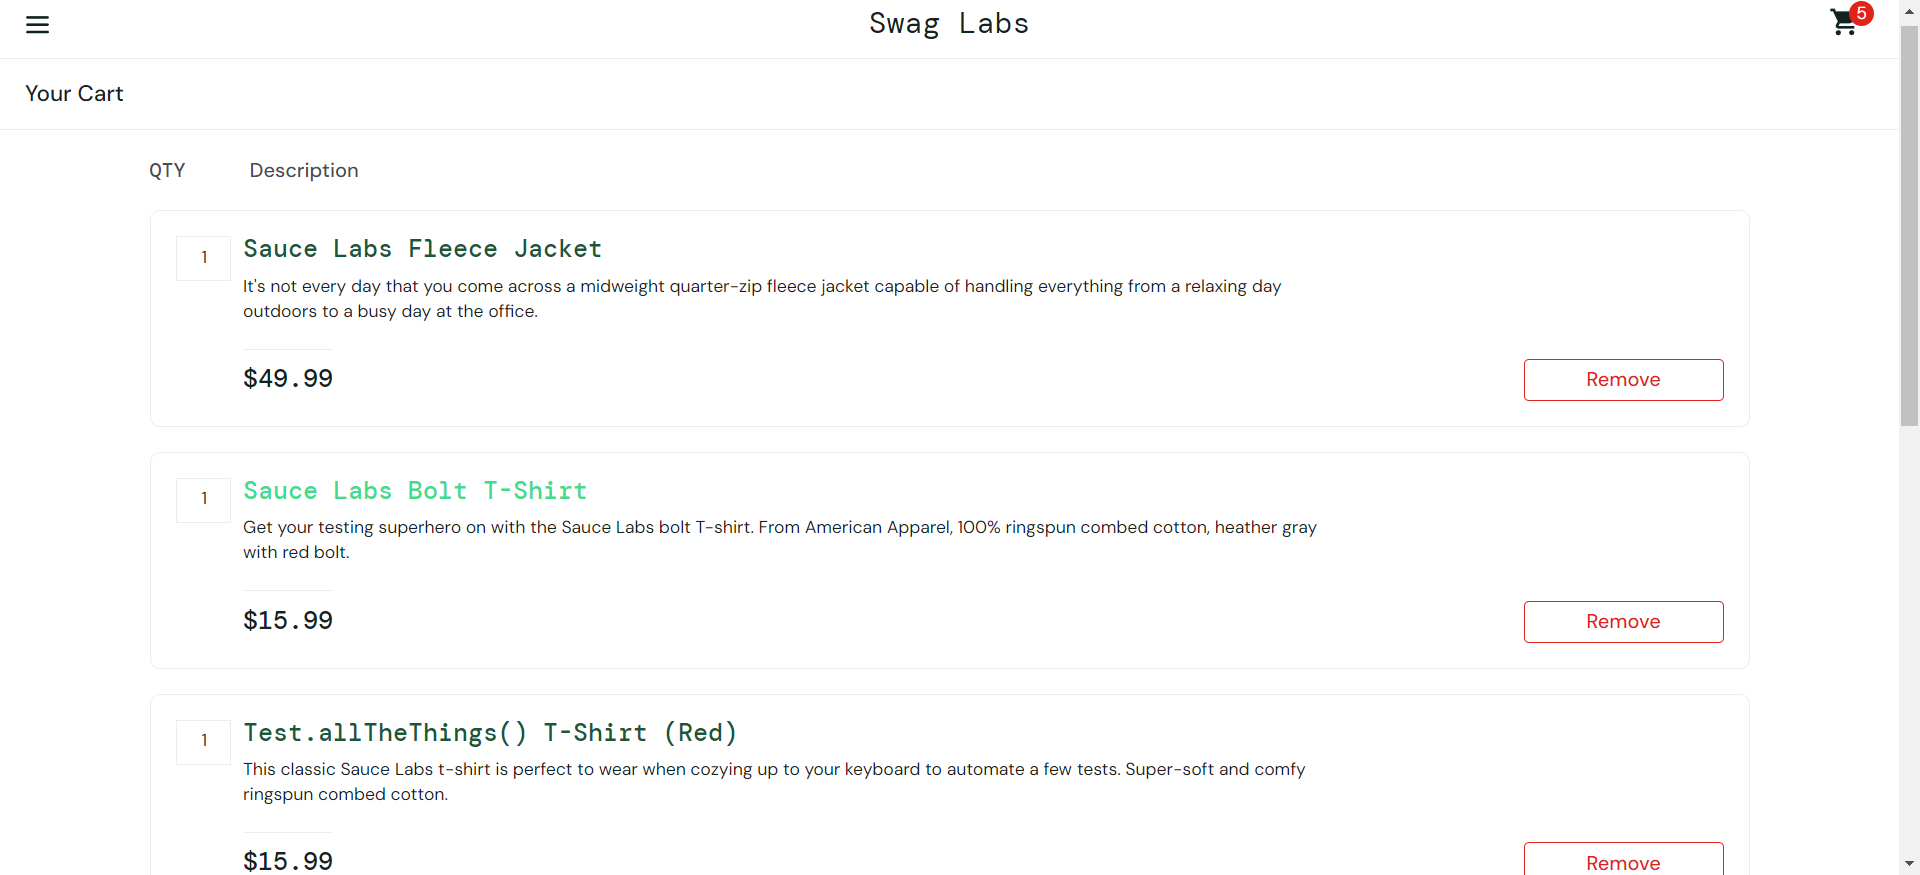 Swag Labs
5
Your Cart
QTY Description
1
Sauce Labs Fleece Jacket
It's not every day that you come across a midweight quarter-zip fleece jacket capable of handling everything from a relaxing day
outdoors to a busy day at the office.
$49.99
Remove
1
Sauce Labs Bolt T-Shirt
Get your testing superhero on with the Sauce Labs bolt T-shirt. From American Apparel, 100% ringspun combed cotton, heather gray
with red bolt.
$15.99
Remove
1
Test.allTheThings() T-Shirt (Red)
This classic Sauce Labs t-shirt is perfect to wear when cozying up to your keyboard to automate a few tests. Super-soft and comfy
ringspun combed cotton.
$15.99
Remove